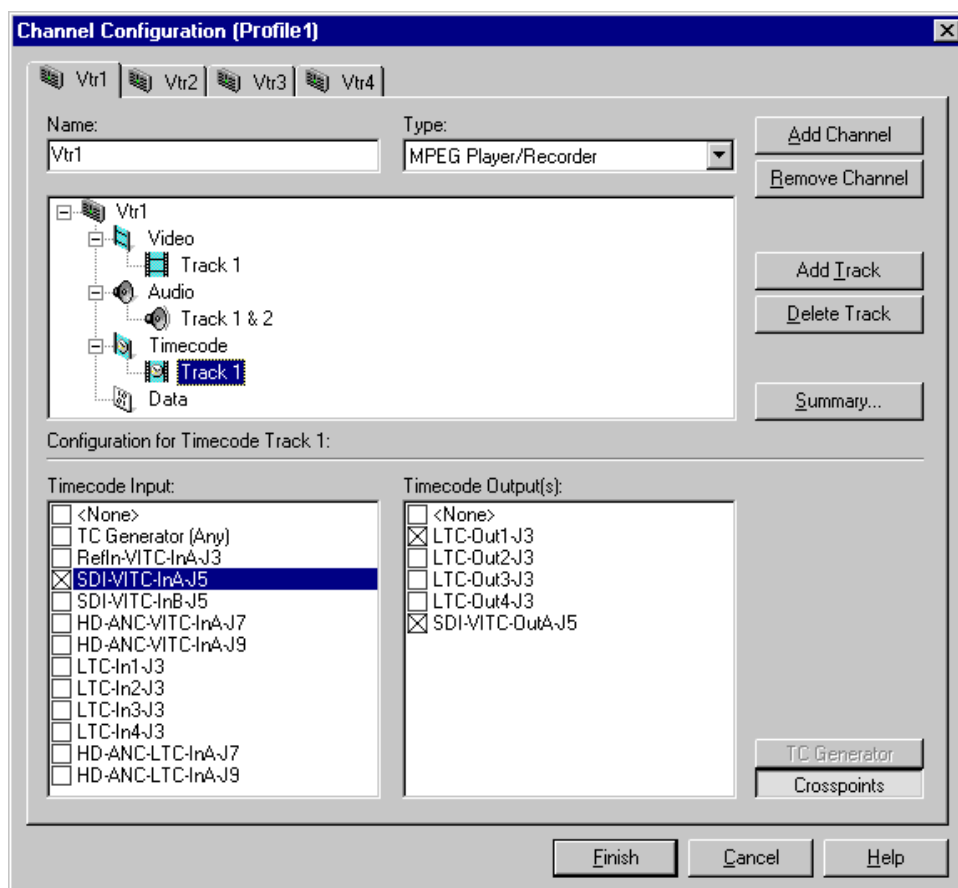 Channel Configuration (Profile1)
Vtr1
Vtr2
Vtr3
Vtr4
Name:
Type:
Vtr1
MPEG Player/Recorder
Add Channel
Remove Channel
Vtr1
Video
Track 1
Audio
Track 1 & 2
Timecode
Track 1
Data
Add Track
Delete Track
Summary...
Configuration for Timecode Track 1:
Timecode Input:
<None>
TC Generator (Any)
RefIn-VITC-InA-J3
SDI-VITC-InA-J5
SDI-VITC-InB-J5
HD-ANC-VITC-InA-J7
HD-ANC-VITC-InA-J9
LTC-In1-J3
LTC-In2-J3
LTC-In3-J3
LTC-In4-J3
HD-ANC-LTC-InA-J7
HD-ANC-LTC-InA-J9
Timecode Output(s):
<None>
LTC-Out1-J3
LTC-Out2-J3
LTC-Out3-J3
LTC-Out4-J3
SDI-VITC-OutA-J5
TC Generator
Crosspoints
Finish
Cancel
Help